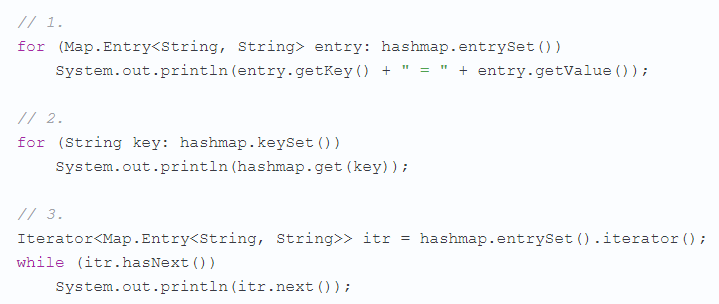 // 1.
for (Map.Entry<String, String> entry: hashmap.entrySet())
    System.out.println(entry.getKey() + " = " + entry.getValue());

// 2.
for (String key: hashmap.keySet())
    System.out.println(hashmap.get(key));

// 3.
Iterator<Map.Entry<String, String>> itr = hashmap.entrySet().iterator();
while (itr.hasNext())
    System.out.println(itr.next());